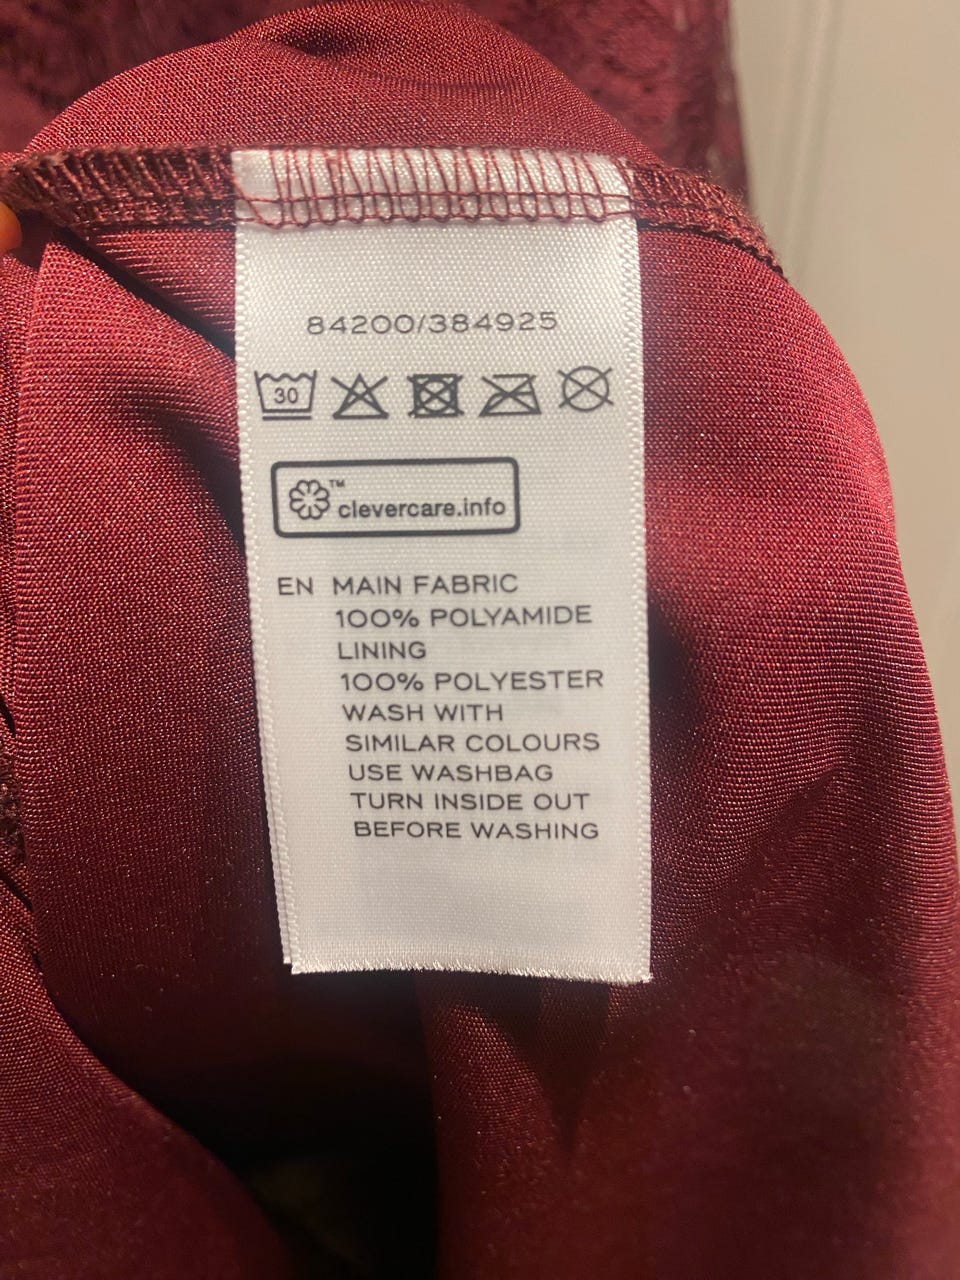 84200/384925
30
™
clevercare.info
EN MAIN FABRIC
100% POLYAMIDE
LINING
100% POLYESTER
WASH WITH
SIMILAR COLOURS
USE WASHBAG
TURN INSIDE OUT
BEFORE WASHING